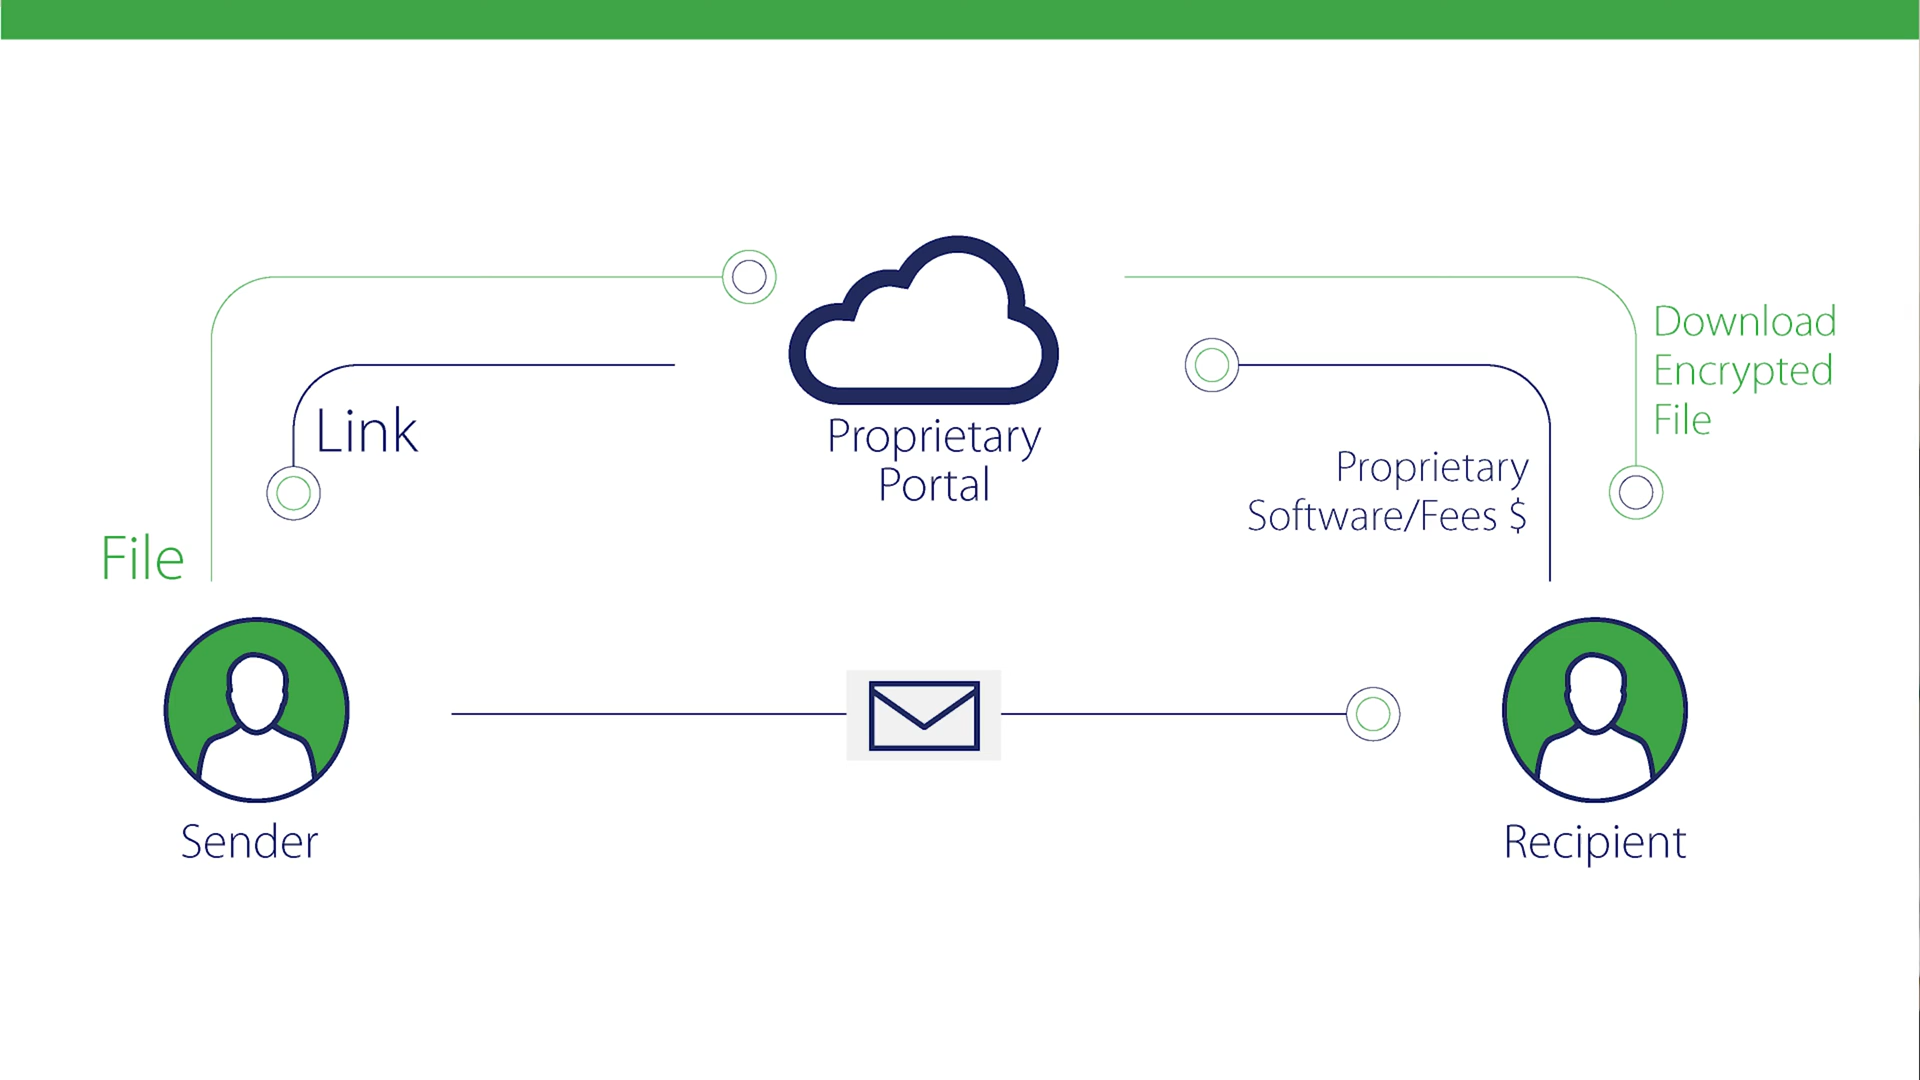 File
Link
Proprietary
Portal
Proprietary
Software/Fees $
Download
Encrypted
File
Sender
Recipient